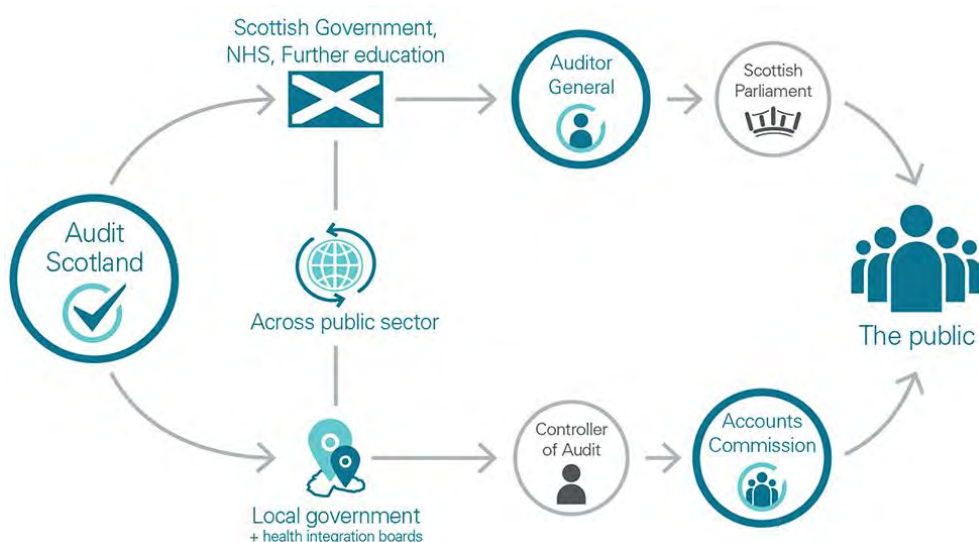 Scottish Government,
NHS, Further education
Auditor
General
Scottish
Parliament
Audit
Scotland
Across public sector
The public
Local government
+ health integration boards
Controller
of Audit
Accounts
Commission